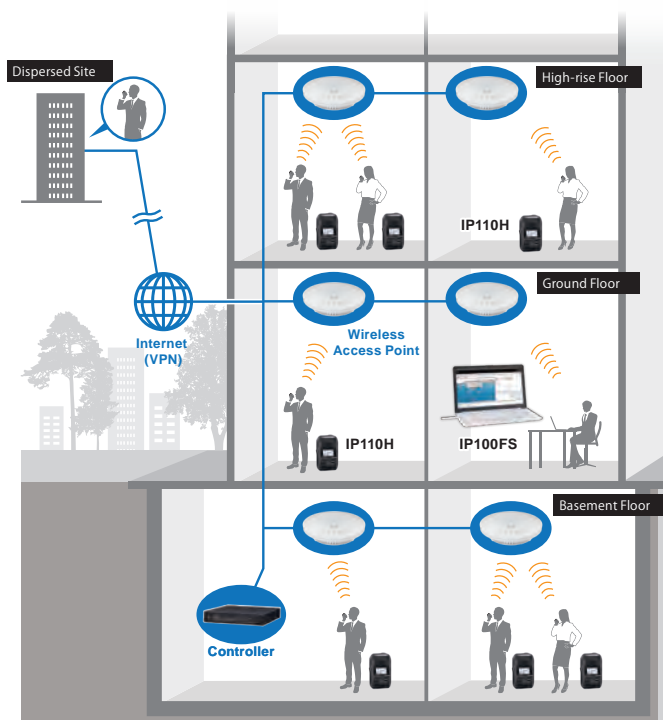 Dispersed Site
High-rise Floor
IP110H
Ground Floor
Internet
(VPN)
Wireless
Access Point
IP110H
IP100FS
Basement Floor
Controller